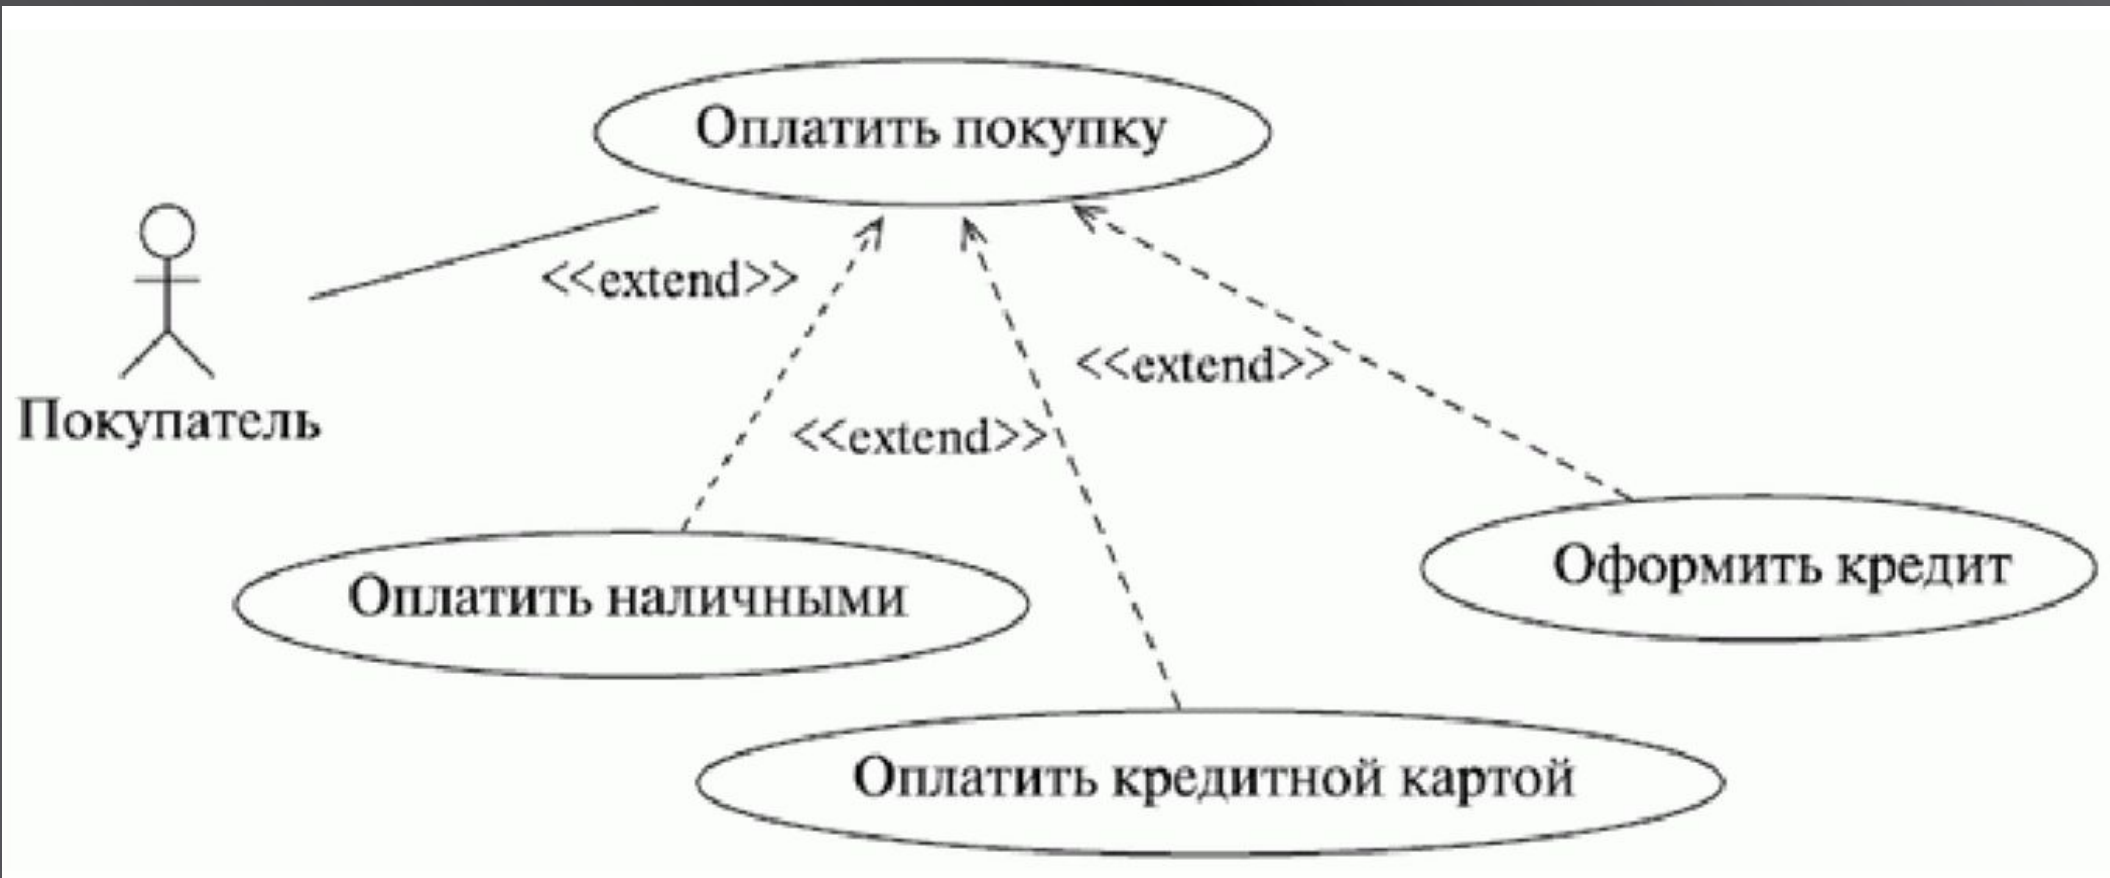 Оплатить покупку
<<extend>>
<<extend>>
Покупатель
<<extend>>
Оформить кредит
Оплатить наличными
Оплатить кредитной картой